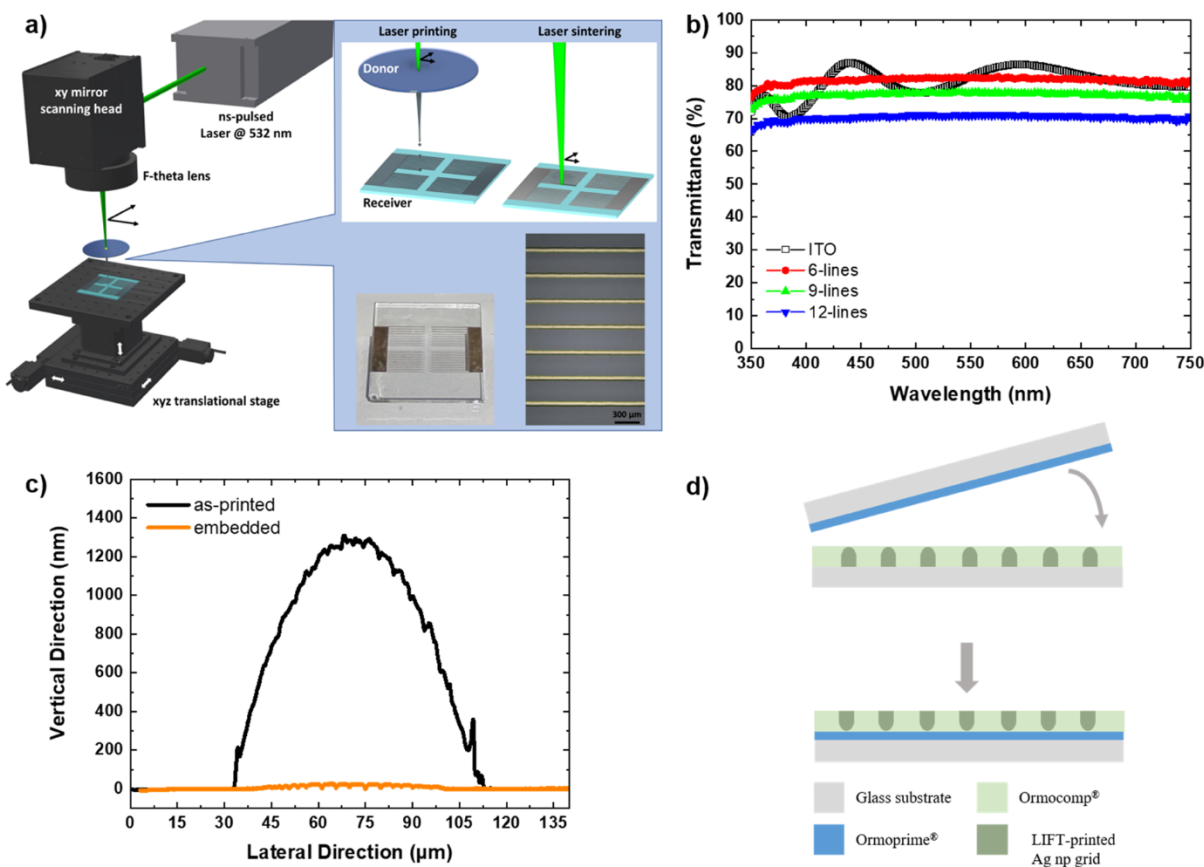 a)
xy mirror
scanning head
ns-pulsed
Laser @ 532 nm
F-theta lens
xyz translational stage
Laser printing
Laser sintering
Donor
Receiver
300 µm
b)
Transmittance (%)
100
90
80
70
60
50
40
30
20
10
0
ITO
6-lines
9-lines
12-lines
350 400 450 500 550 600 650 700 750
Wavelength (nm)
c)
Vertical Direction (nm)
1600
1400
1200
1000
800
600
400
200
0
as-printed
embedded
0 15 30 45 60 75 90 105 120 135
Lateral Direction (µm)
d)
Glass substrate
Ormocomp®
Ormoprime®
LIFT-printed
Ag np grid